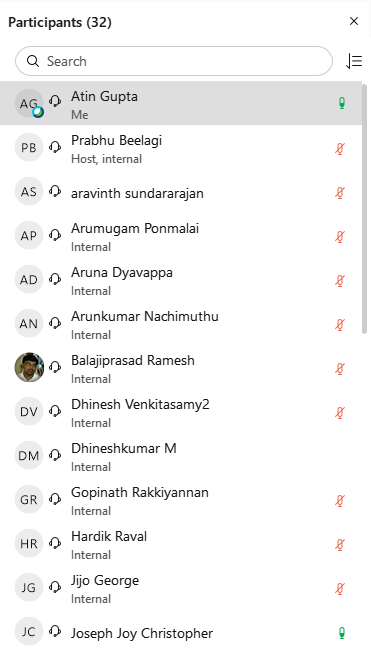 Participants (32)
Search
AG Atin Gupta
Me
PB Prabhu Beelagi
Host, internal
AS aravinth sundararajan
AP Arumugam Ponmalai
Internal
AD Aruna Dyavappa
Internal
AN Arunkumar Nachimuthu
Internal
Balajiprasad Ramesh
Internal
DV Dhinesh Venkitasamy2
Internal
DM Dhineshkumar M
Internal
GR Gopinath Rakkiyannan
Internal
HR Hardik Raval
Internal
JG Jijo George
Internal
JC Joseph Joy Christopher